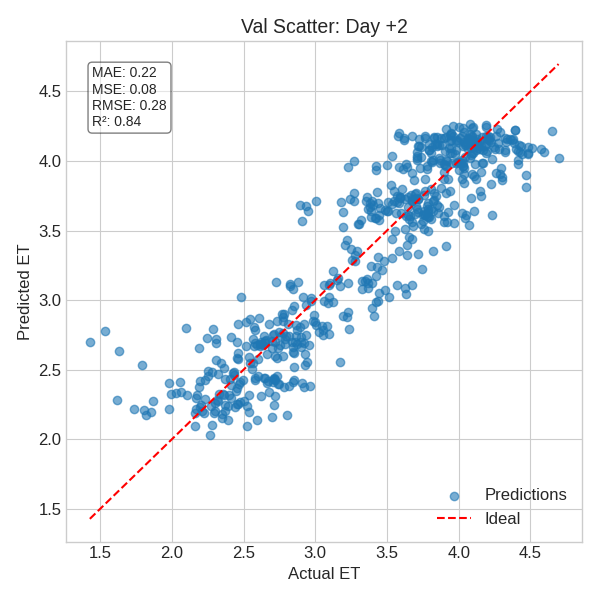 Val Scatter: Day +2
MAE: 0.22
MSE: 0.08
RMSE: 0.28
R²: 0.84
4.5
4.0
3.5
3.0
2.5
2.0
1.5
Predicted ET
Predictions
Ideal
1.5 2.0 2.5 3.0 3.5 4.0 4.5
Actual ET